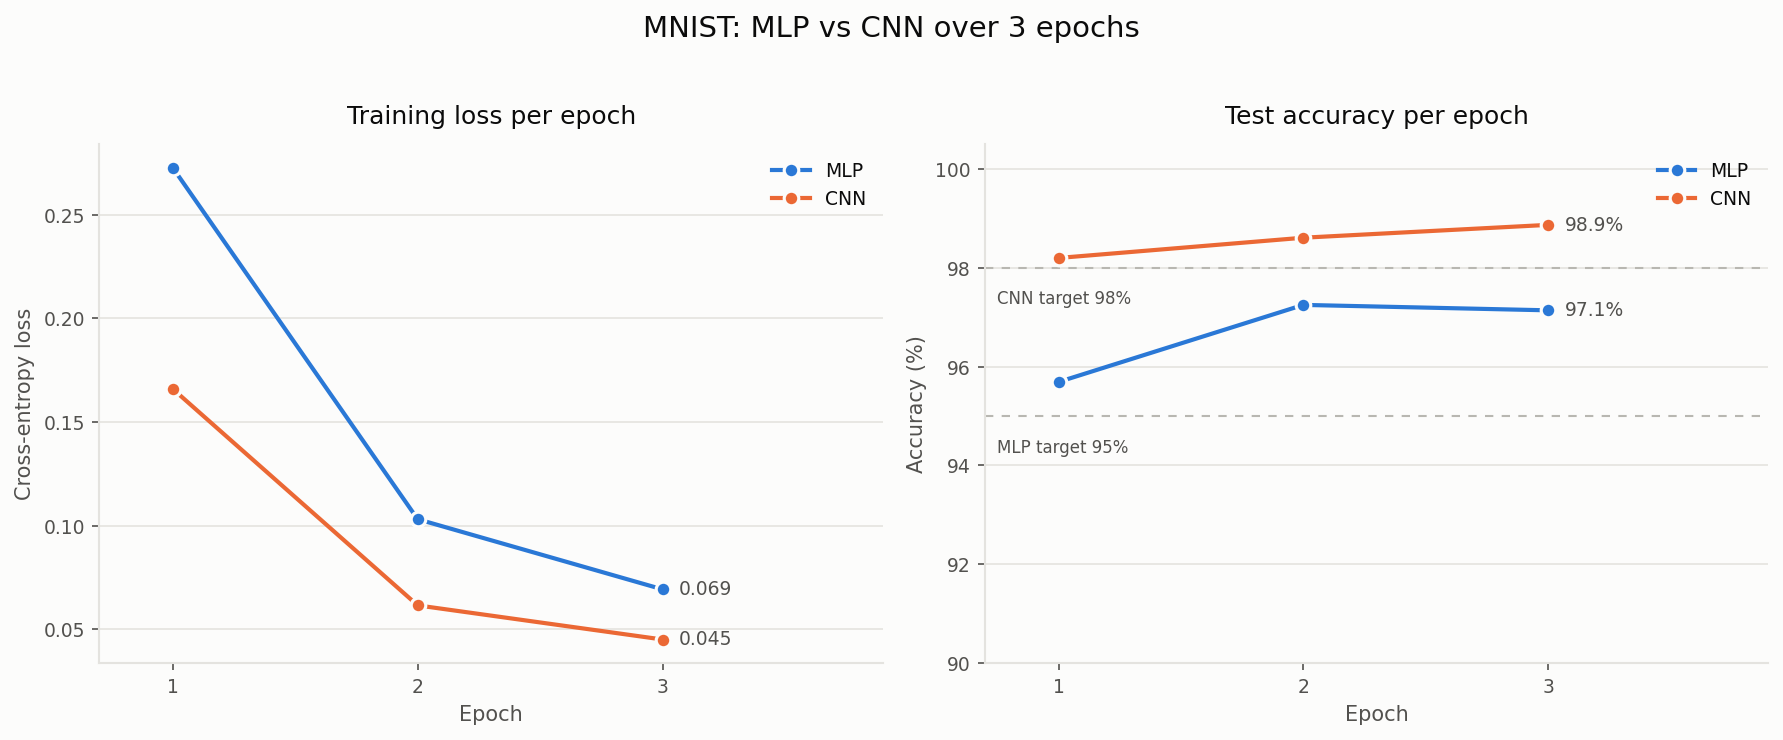 MNIST: MLP vs CNN over 3 epochs
Training loss per epoch
MLP
CNN
0.25
0.20
0.15
0.10
0.05
Cross-entropy loss
0.069
0.045
1 2 3
Epoch
Test accuracy per epoch
MLP
CNN
100
98
96
94
92
90
Accuracy (%)
98.9%
CNN target 98%
97.1%
MLP target 95%
1 2 3
Epoch